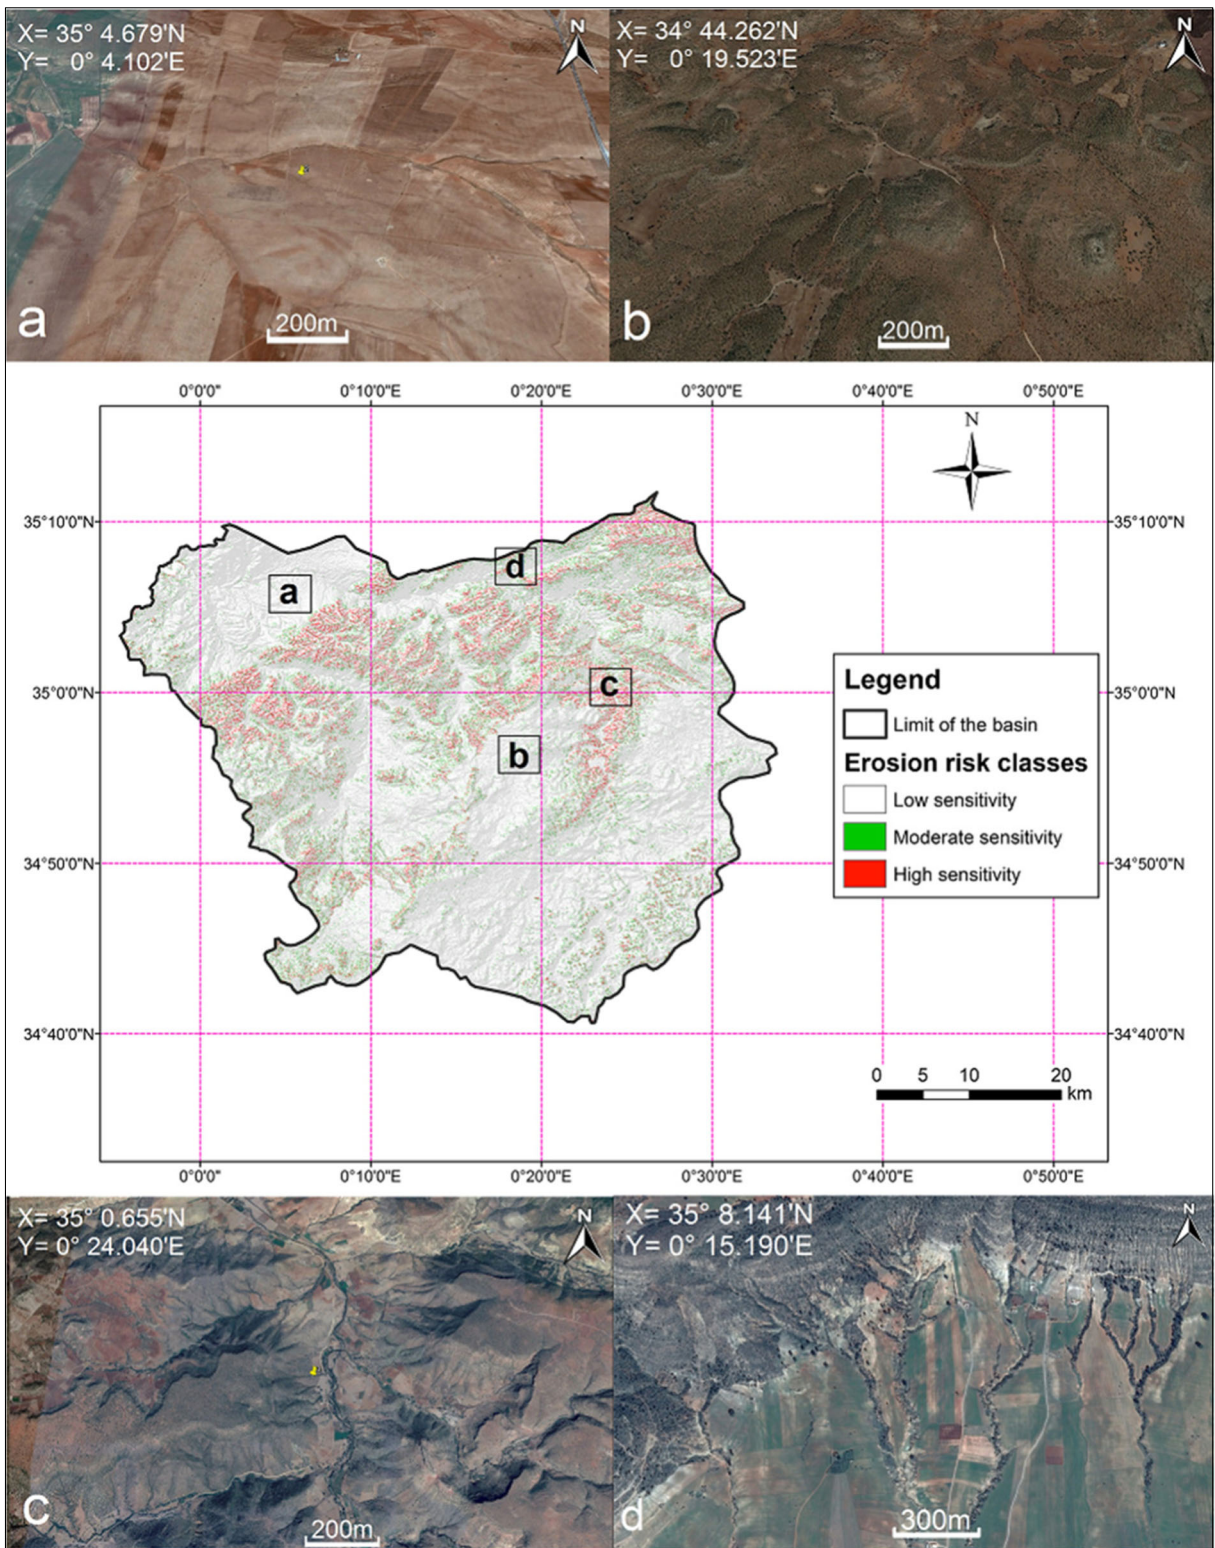 X= 35° 4.679'N
Y= 0° 4.102'E
N
a
200m
X= 34° 44.262'N
Y= 0° 19.523'E
N
b
200m
0°0'0" 0°10'0"E 0°20'0"E 0°30'0"E 0°40'0"E 0°50'0"E
N
35°10'0"N 35°10'0"N
d
a
35°0'0"N 35°0'0"N
c
b
Legend
Limit of the basin
Erosion risk classes
Low sensitivity
Moderate sensitivity
High sensitivity
34°50'0"N 34°50'0"N
34°40'0"N 34°40'0"N
0 5 10 20
km
0°0'0" 0°10'0"E 0°20'0"E 0°30'0"E 0°40'0"E 0°50'0"E
X= 35° 0.655'N
Y= 0° 24.040'E
N
c
200m
X= 35° 8.141'N
Y= 0° 15.190'E
N
d
300m